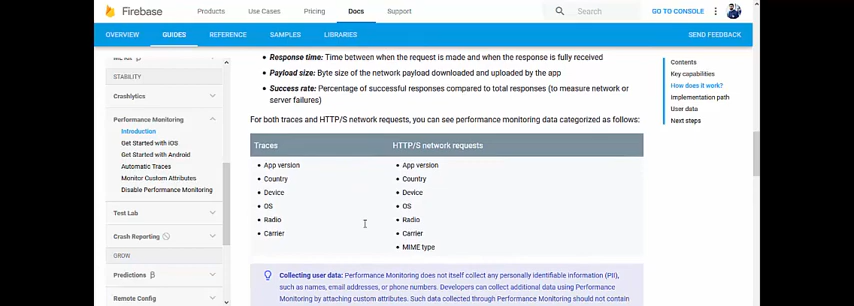 Firebase Products Use Cases Pricing Docs Support Search GO TO CONSOLE
OVERVIEW GUIDES REFERENCE SAMPLES LIBRARIES SEND FEEDBACK
STABILITY
Crashlytics
Performance Monitoring
Introduction
Get Started with iOS
Get Started with Android
Automatic Traces
Monitor Custom Attributes
Disable Performance Monitoring
Test Lab
Crash Reporting
GROW
Predictions β
Remote Config
• Response time: Time between when the request is made and when the response is fully received
• Payload size: Byte size of the network payload downloaded and uploaded by the app
• Success rate: Percentage of successful responses compared to total responses (to measure network or
server failures)
For both traces and HTTP/S network requests, you can see performance monitoring data categorized as follows:
Traces HTTP/S network requests
• App version • App version
• Country • Country
• Device • Device
• OS • OS
• Radio • Radio
• Carrier • Carrier
• MIME type
Collecting user data: Performance Monitoring does not itself collect any personally identifiable information (PII),
such as names, email addresses, or phone numbers. Developers can collect additional data using Performance
Monitoring by attaching custom attributes. Such data collected through Performance Monitoring should not contain
Contents
Key capabilities
How does it work?
Implementation path
User data
Next steps